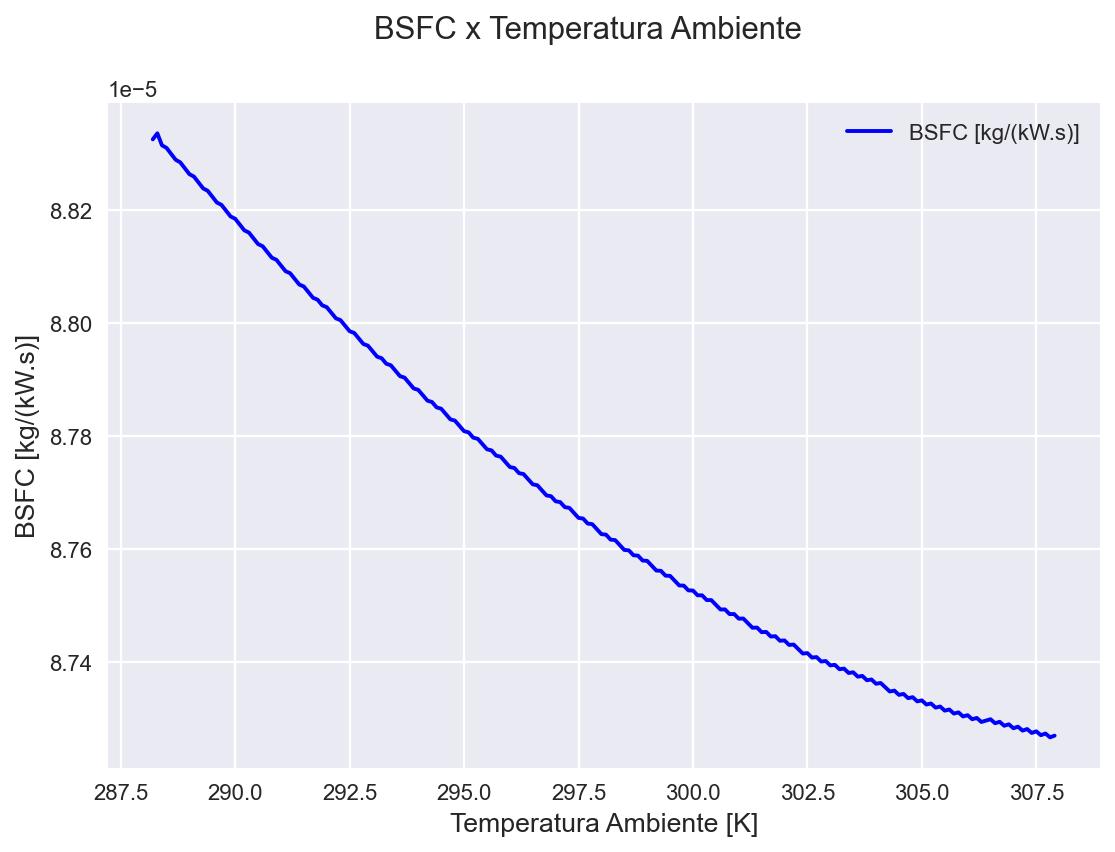 BSFC x Temperatura Ambiente
1e−5
BSFC [kg/(kW.s)]
8.82
8.80
8.78
8.76
8.74
BSFC [kg/(kW.s)]
287.5 290.0 292.5 295.0 297.5 300.0 302.5 305.0 307.5
Temperatura Ambiente [K]